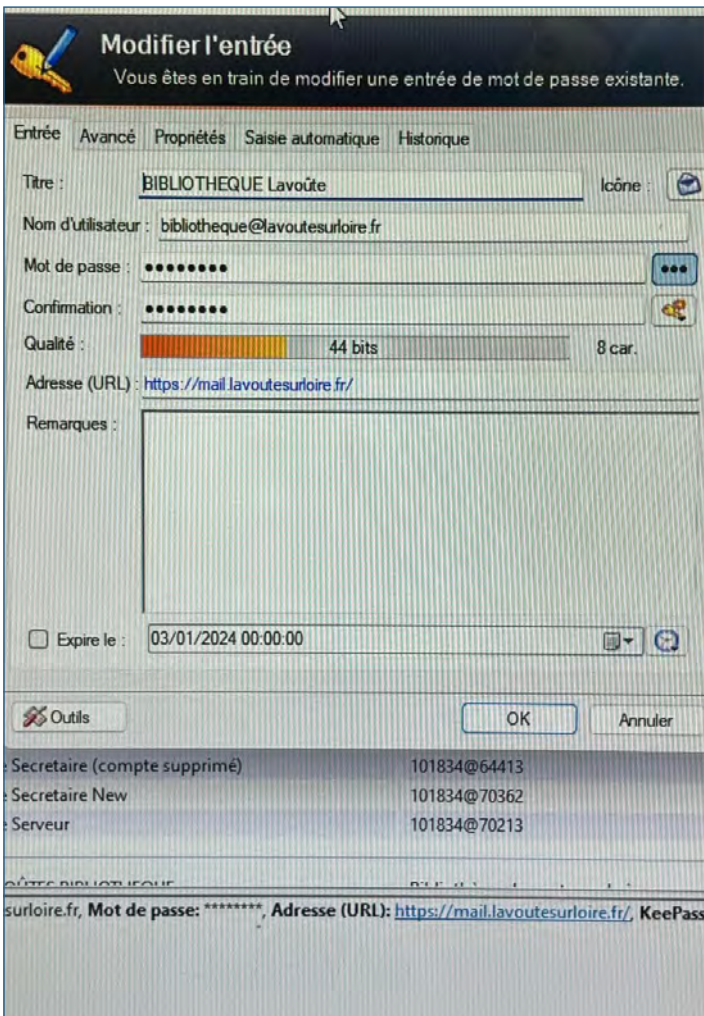 Modifier l'entrée
Vous êtes en train de modifier une entrée de mot de passe existante.
Entrée Avancé Propriétés Saisie automatique Historique
Titre : BIBLIOTHEQUE Lavoûte Icône :
Nom d'utilisateur : bibliotheque@lavoutesurloire.fr
Mot de passe : ••••••••
Confirmation : ••••••••
Qualité : 44 bits 8 car.
Adresse (URL) : https://mail.lavoutesurloire.fr/
Remarques :
Expire le : 03/01/2024 00:00:00
Outils OK Annuler
Secretaire (compte supprimé) 101834@64413
Secretaire New 101834@70362
Serveur 101834@70213
surloire.fr, Mot de passe: ********, Adresse (URL): https://mail.lavoutesurloire.fr/, KeePass